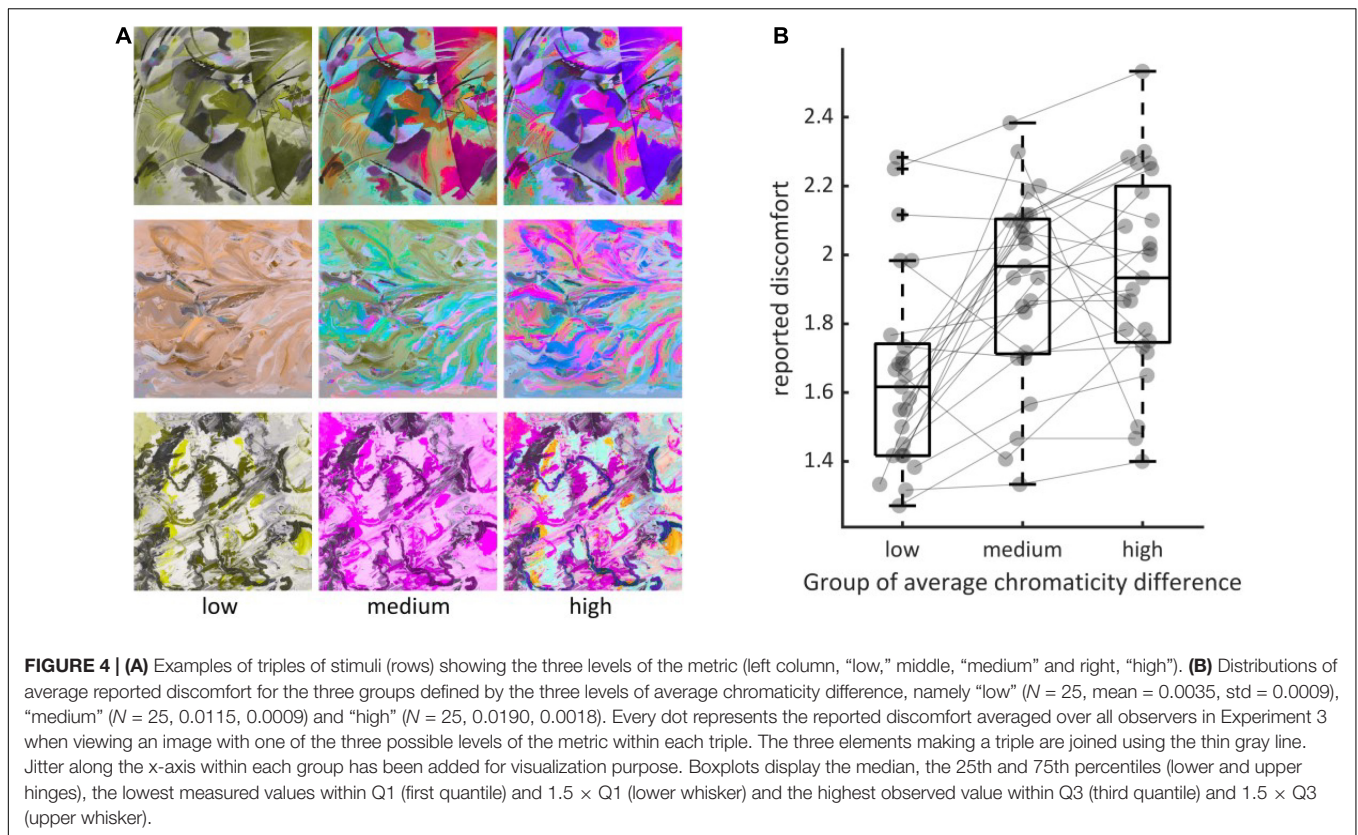 A
low
medium
high
B
2.4
2.2
2
1.8
1.6
1.4
reported discomfort
low
medium
high
Group of average chromaticity difference
FIGURE 4 | (A) Examples of triples of stimuli (rows) showing the three levels of the metric (left column, “low,” middle, “medium” and right, “high”). (B) Distributions of
average reported discomfort for the three groups defined by the three levels of average chromaticity difference, namely “low” (N = 25, mean = 0.0035, std = 0.0009),
“medium” (N = 25, 0.0115, 0.0009) and “high” (N = 25, 0.0190, 0.0018). Every dot represents the reported discomfort averaged over all observers in Experiment 3
when viewing an image with one of the three possible levels of the metric within each triple. The three elements making a triple are joined using the thin gray line.
Jitter along the x-axis within each group has been added for visualization purpose. Boxplots display the median, the 25th and 75th percentiles (lower and upper
hinges), the lowest measured values within Q1 (first quantile) and 1.5 × Q1 (lower whisker) and the highest observed value within Q3 (third quantile) and 1.5 × Q3
(upper whisker).